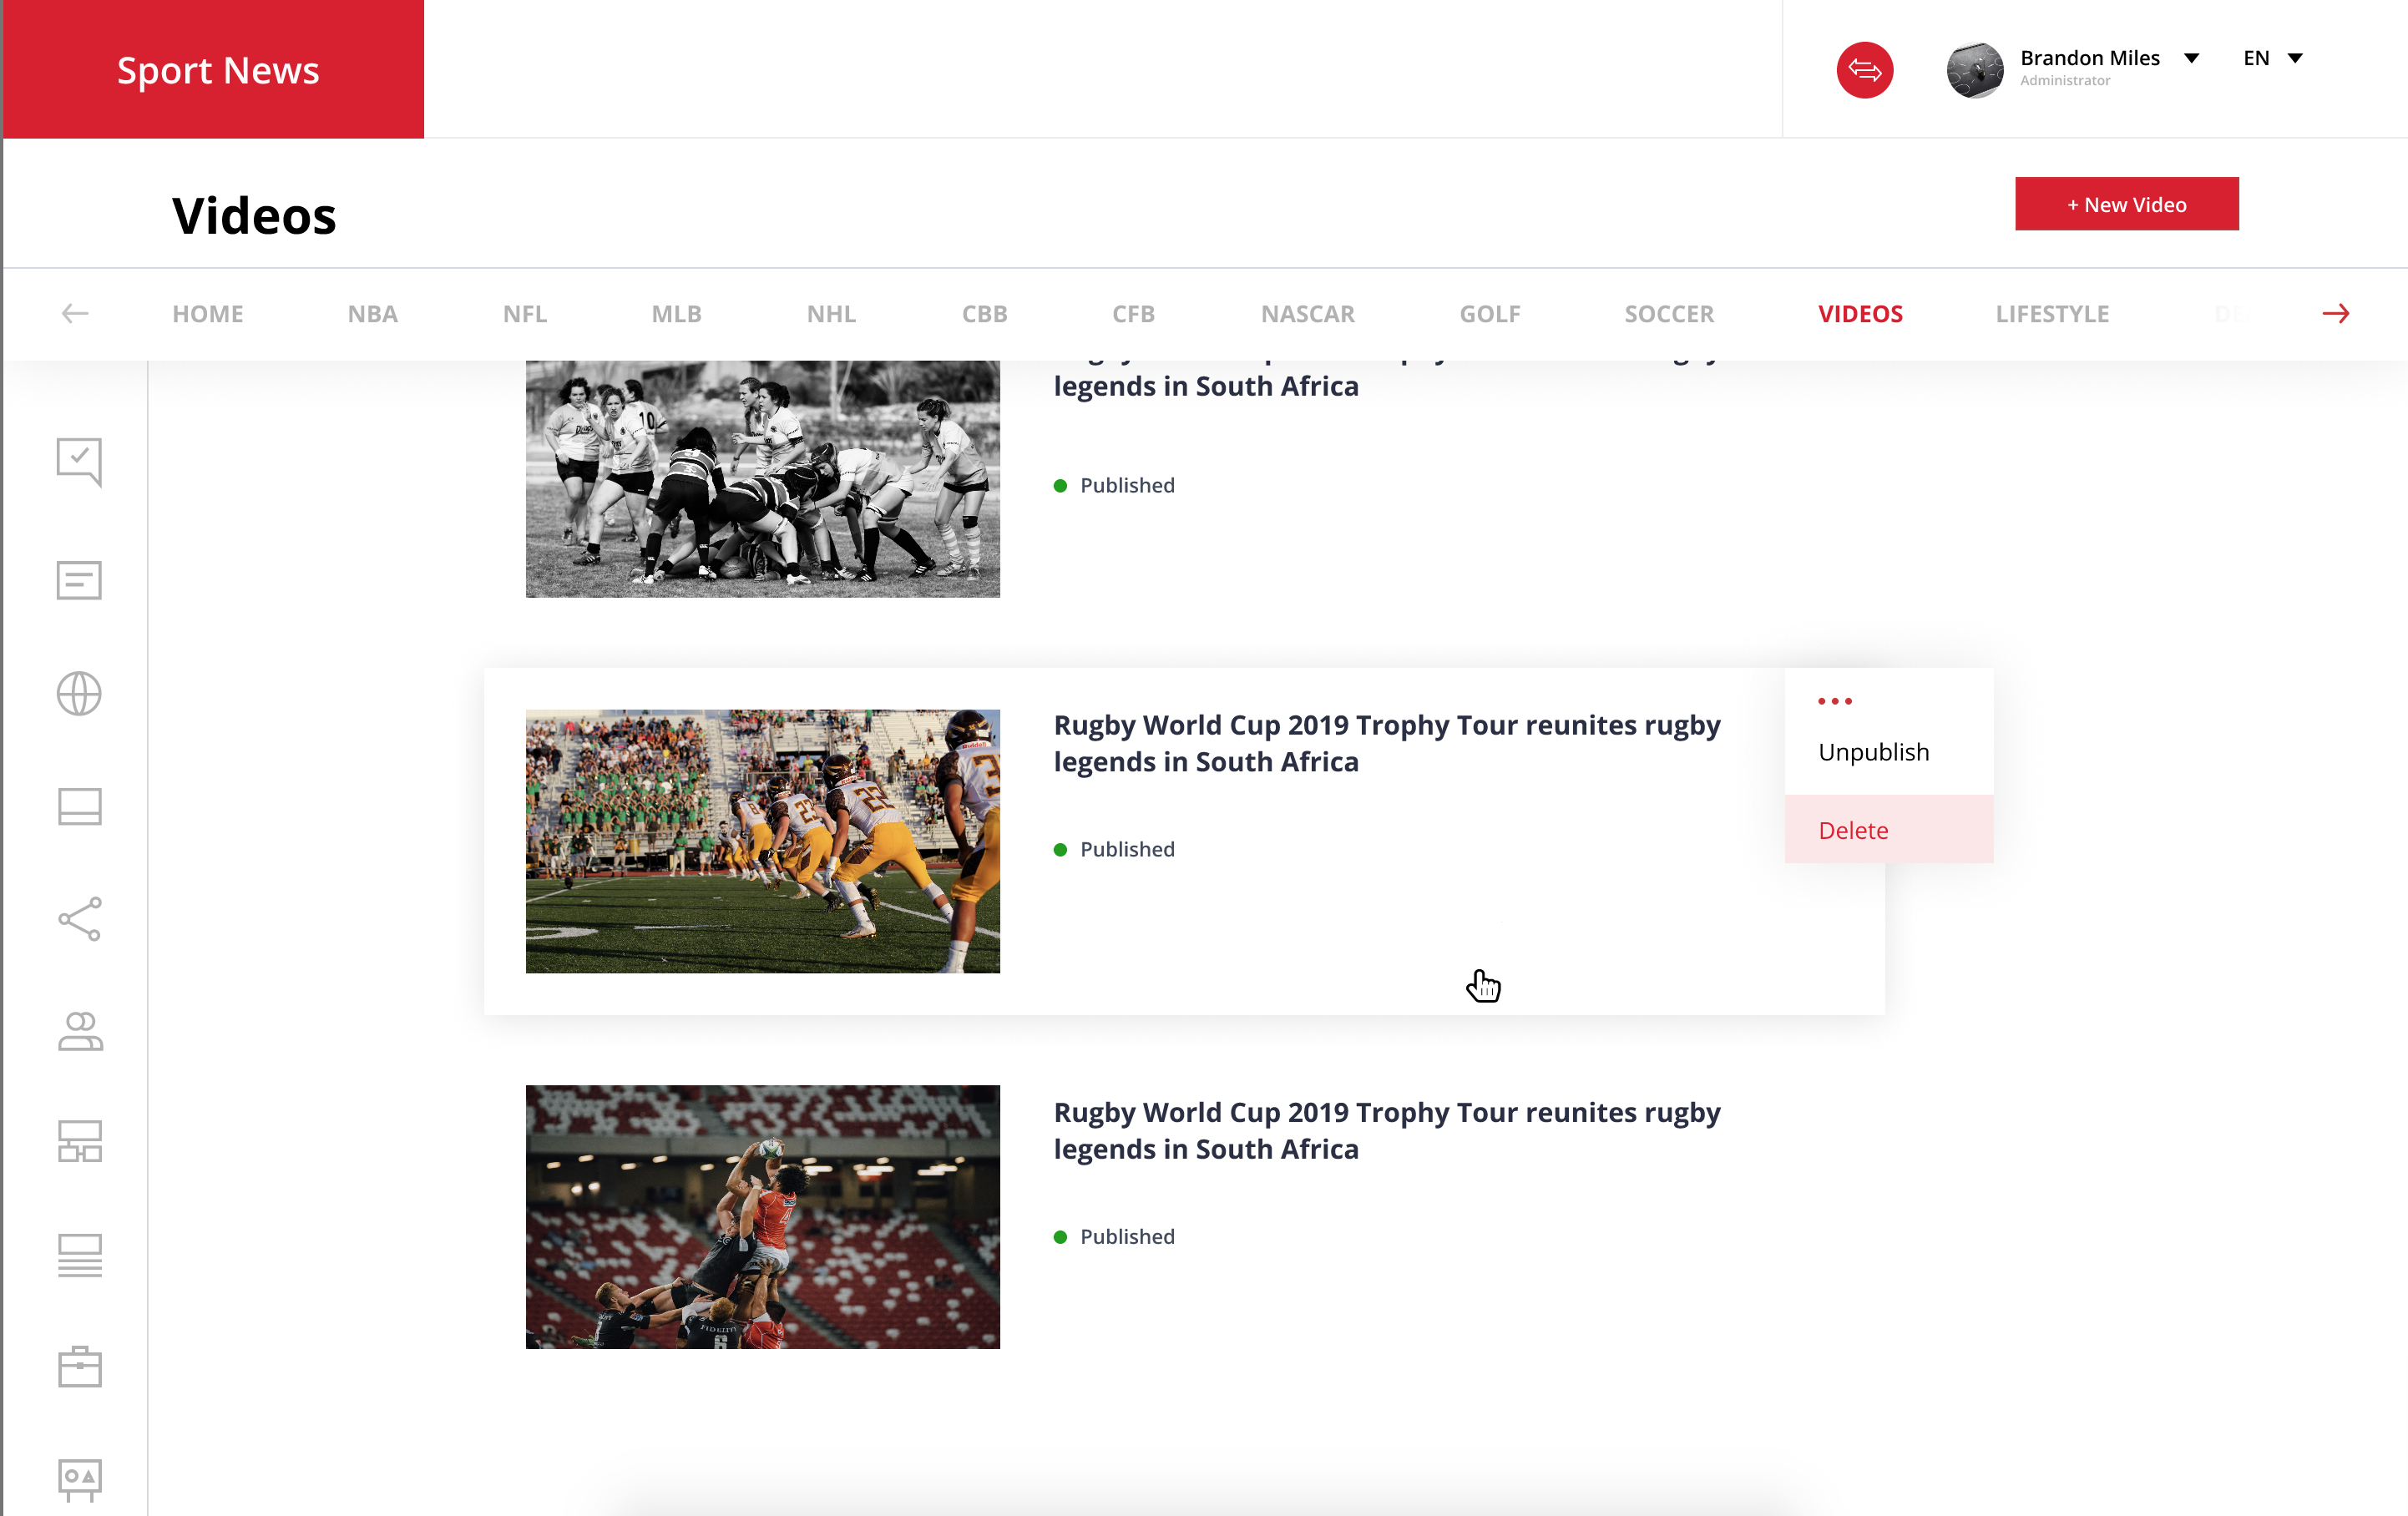 Sport News
Brandon Miles
Administrator
EN
Videos
+ New Video
HOME NBA NFL MLB NHL CBB CFB NASCAR GOLF SOCCER VIDEOS LIFESTYLE
legends in South Africa
Published
Rugby World Cup 2019 Trophy Tour reunites rugby
legends in South Africa
Published
Unpublish
Delete
Rugby World Cup 2019 Trophy Tour reunites rugby
legends in South Africa
Published